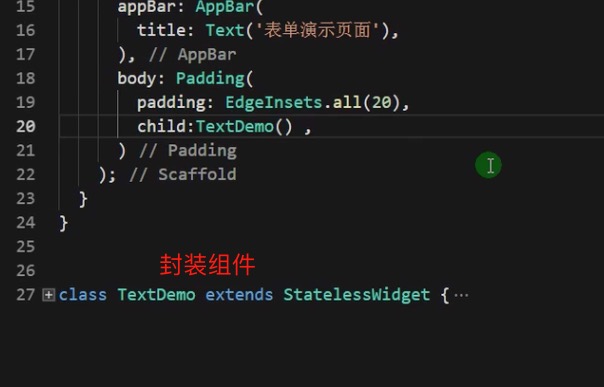 15 appBar: AppBar(
16 title: Text('表单演示页面'),
17 ), // AppBar
18 body: Padding(
19 padding: EdgeInsets.all(20),
20 child:TextDemo() ,
21 ) // Padding
22 ); // Scaffold
23 }
24 }
25
26
封装组件
27 class TextDemo extends StatelessWidget {…